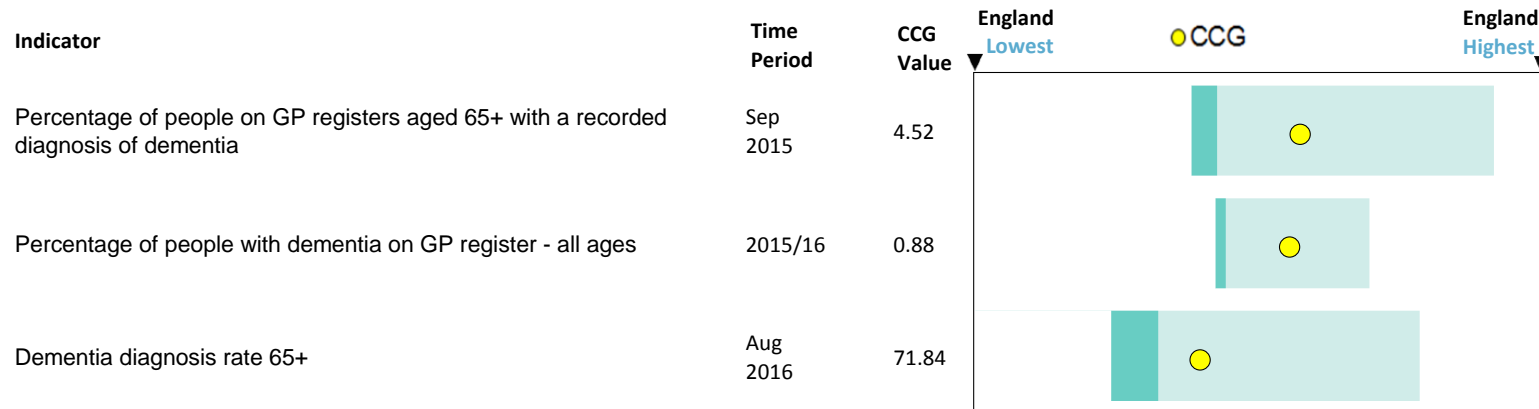 Indicator
Time
Period
CCG
Value
England
Lowest
CCG
England
Highest
Percentage of people on GP registers aged 65+ with a recorded
diagnosis of dementia
Sep
2015
4.52
Percentage of people with dementia on GP register - all ages
2015/16
0.88
Dementia diagnosis rate 65+
Aug
2016
71.84